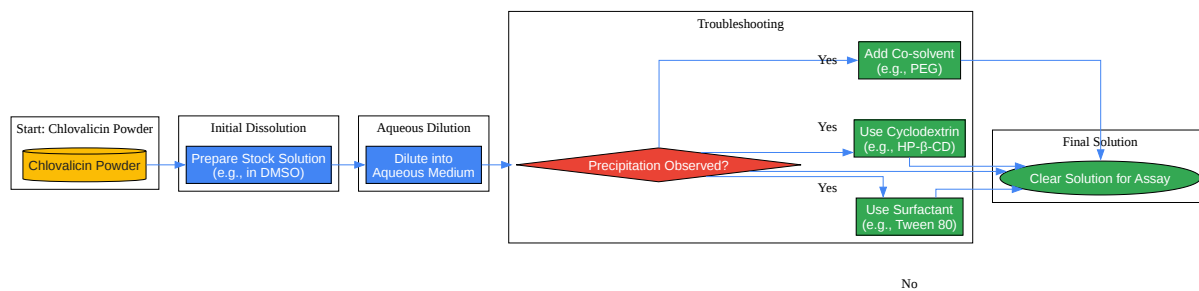 Troubleshooting
Yes
Add Co-solvent
(e.g., PEG)
Start: Chlovalicin Powder
Chlovalicin Powder
Initial Dissolution
Prepare Stock Solution
(e.g., in DMSO)
Aqueous Dilution
Dilute into
Aqueous Medium
Precipitation Observed?
Yes
Use Cyclodextrin
(e.g., HP-β-CD)
Yes
Use Surfactant
(e.g., Tween 80)
Final Solution
Clear Solution for Assay
No